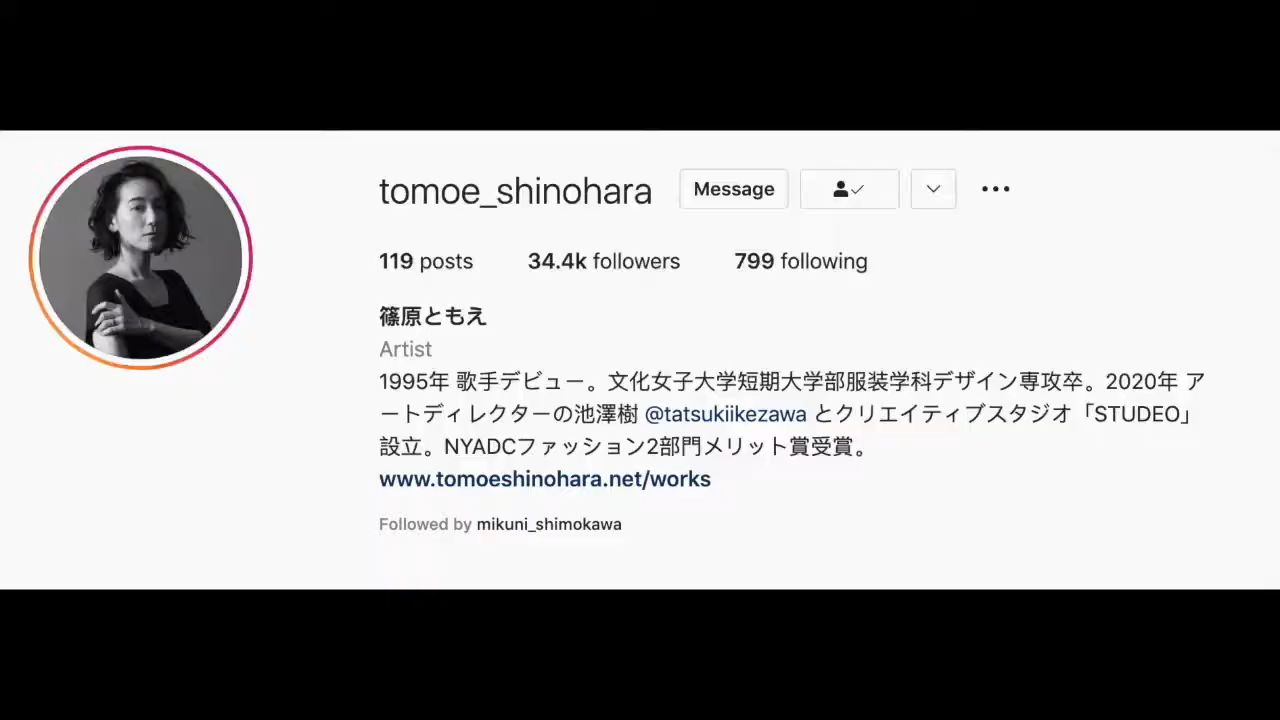 tomoe_shinohara Message
119 posts 34.4k followers 799 following
篠原ともえ
Artist
1995年 歌手デビュー。文化女子大学短期大学部服装学科デザイン専攻卒。2020年 ア
ートディレクターの池澤樹 @tatsukiikezawa とクリエイティブスタジオ「STUDEO」
設立。NYADCファッション2部門メリット賞受賞。
www.tomoeshinohara.net/works
Followed by mikuni_shimokawa